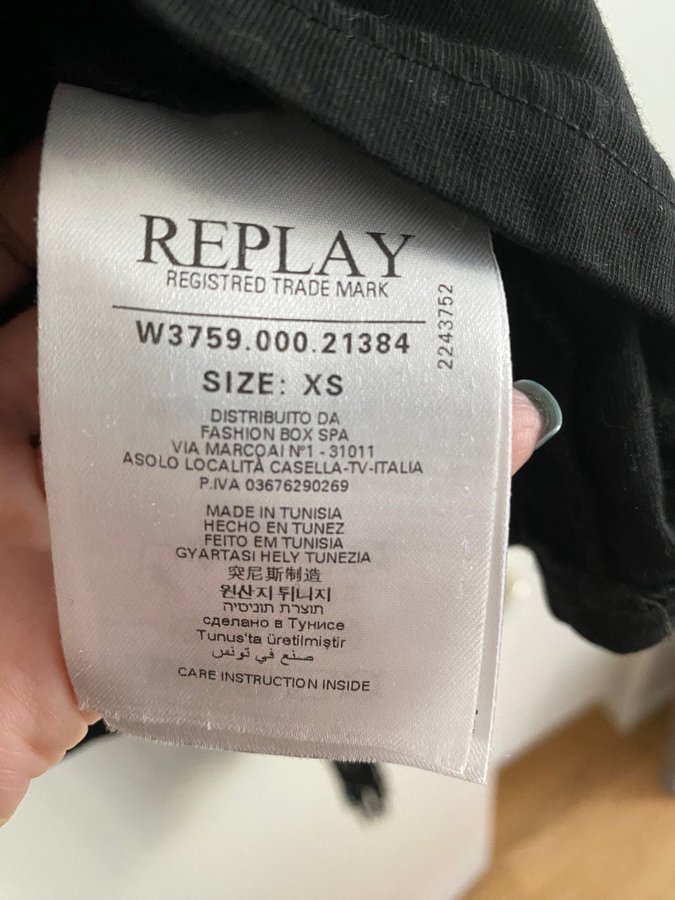 REPLAY
REGISTRED TRADE MARK
W3759.000.21384
2243752
SIZE: XS
DISTRIBUITO DA
FASHION BOX SPA
VIA MARCOAI N°1 - 31011
ASOLO LOCALITÀ CASELLA-TV-ITALIA
P.IVA 03676290269
MADE IN TUNISIA
HECHO EN TUNEZ
FEITO EM TUNISIA
GYARTASI HELY TUNEZIA
突尼斯制造
원산지 튀니지
תוצרת תוניסיה
сделано в Тунисе
Tunus'ta üretilmiştir
صنع في تونس
CARE INSTRUCTION INSIDE